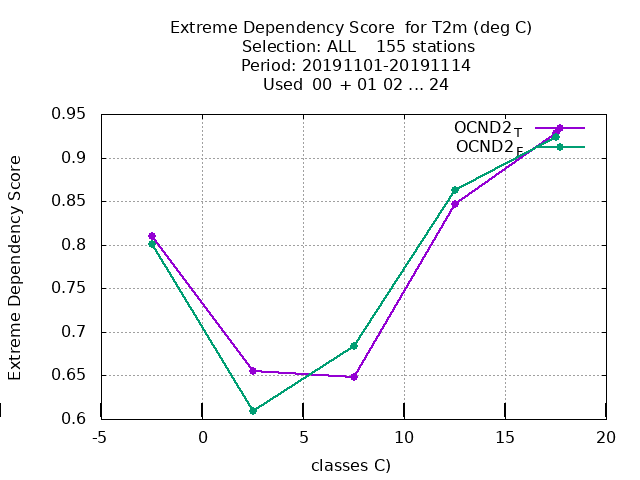 Extreme Dependency Score  for T2m (deg C)
Selection: ALL    155 stations
Period: 20191101-20191114
Used  00 + 01 02 ... 24
Extreme Dependency Score
0.95
0.9
0.85
0.8
0.75
0.7
0.65
0.6
OCND2T
OCND2F
-5
0
5
10
15
20
classes C)